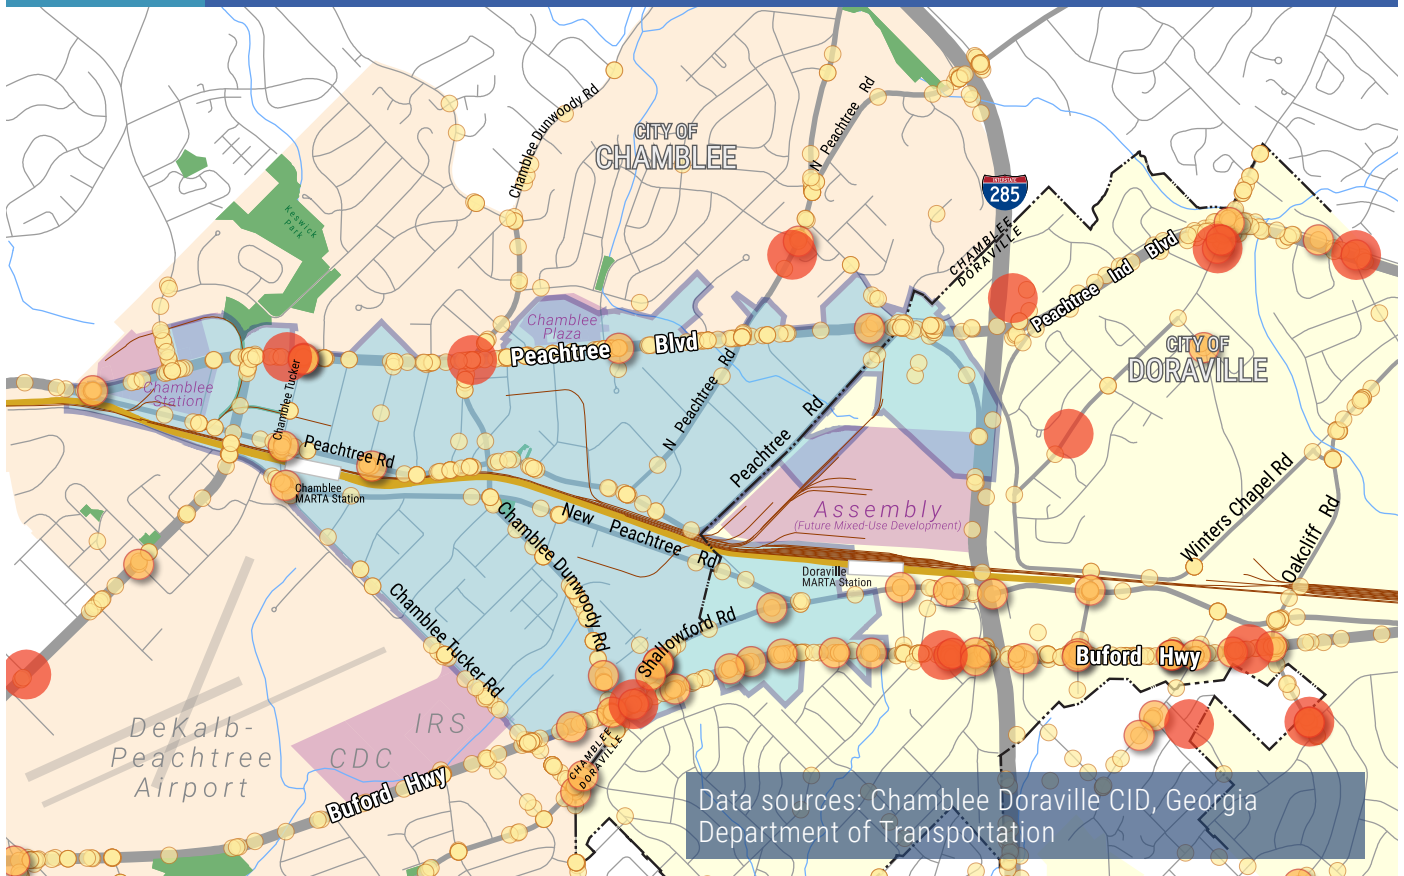 Chamblee Dunwoody Rd
CITY OF
CHAMBLEE
N Peachtree Rd
INTERSTATE
285
CHAMBLEE
DORAVILLE
Keswick
Park
Peachtree Ind Blvd
Chamblee
Plaza
Peachtree Blvd
CITY OF
DORAVILLE
Chamblee
Station
Chamblee Tucker
N Peachtree Rd
Peachtree Rd
Peachtree Rd
Chamblee
MARTA Station
Assembly
(Future Mixed-Use Development)
New Peachtree Rd
Chamblee Dunwoody Rd
Winters Chapel Rd
Oakcliff Rd
Doraville
MARTA Station
Chamblee Tucker Rd
Shallowford Rd
Buford Hwy
DeKalb-
Peachtree
Airport
IRS
CDC
CHAMBLEE
DORAVILLE
Buford Hwy
Data sources: Chamblee Doraville CID, Georgia
Department of Transportation